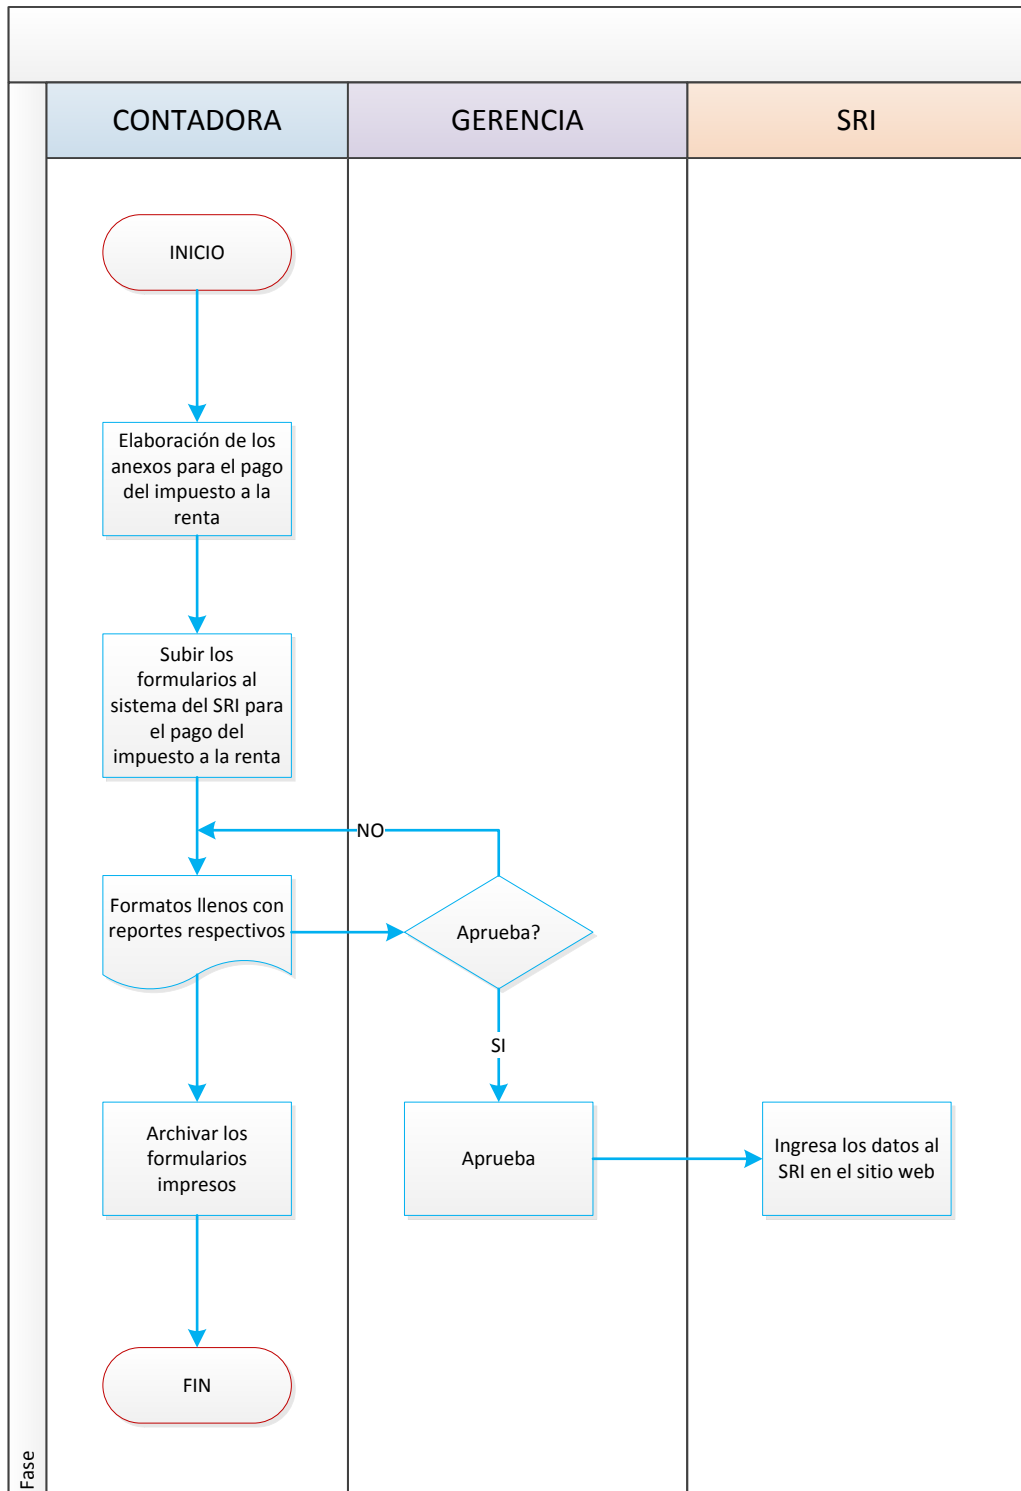 CONTADORA
GERENCIA
SRI
INICIO
Elaboración de los
anexos para el pago
del impuesto a la
renta
Subir los
formularios al
sistema del SRI para
el pago del
impuesto a la renta
NO
Formatos llenos con
reportes respectivos
Aprueba?
SI
Archivar los
formularios
impresos
Aprueba
Ingresa los datos al
SRI en el sitio web
FIN
Fase